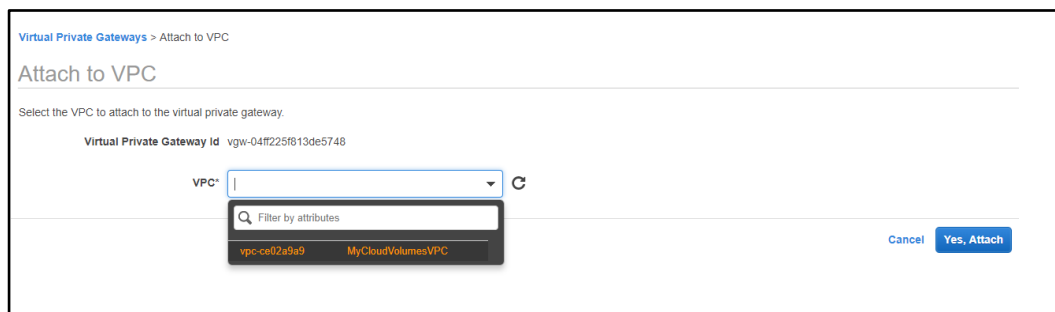 Virtual Private Gateways > Attach to VPC
Attach to VPC
Select the VPC to attach to the virtual private gateway.
Virtual Private Gateway Id vgw-04ff225f813de5748
VPC*
Filter by attributes
vpc-ce02a9a9 MyCloudVolumesVPC
Cancel Yes, Attach